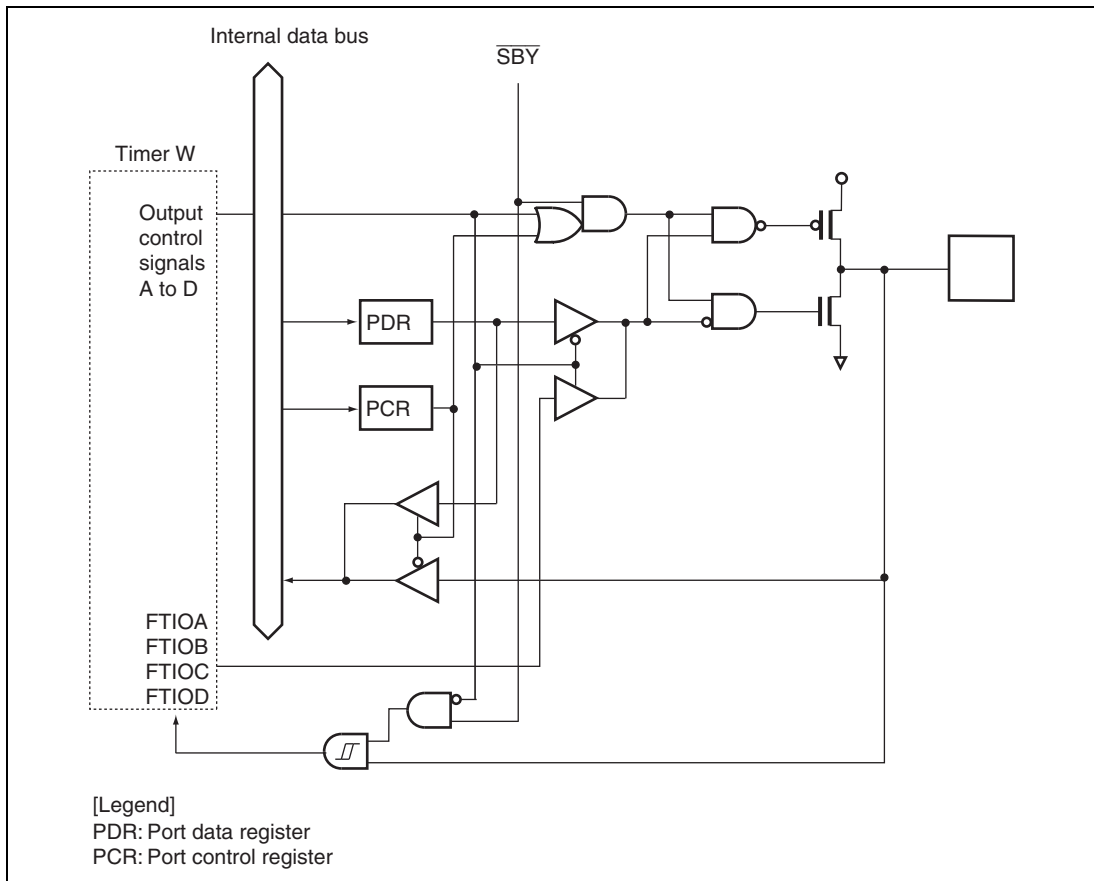 Internal data bus
SBY
Timer W
Output
control
signals
A to D
PDR
PCR
FTIOA
FTIOB
FTIOC
FTIOD
[Legend]
PDR: Port data register
PCR: Port control register